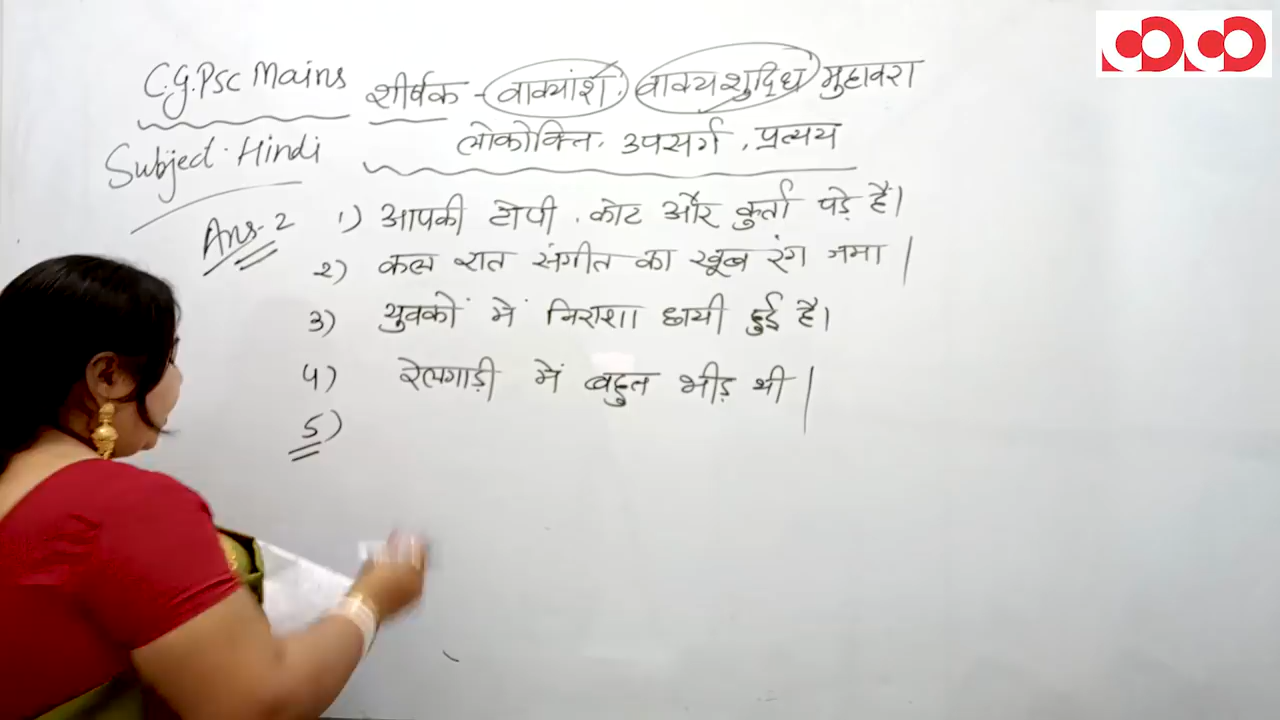 C.G.Psc Mains
शीर्षक - वाक्यांश, वाक्य शुद्धि मुहावरा
लोकोक्ति, उपसर्ग, प्रत्यय
Subject. Hindi
Ans-2
1) आपकी टोपी, कोट और कुर्ता पड़े हैं।
2) कल रात संगीत का खूब रंग जमा।
3) युवकों में निराशा छायी हुई है।
4) रेलगाड़ी में बहुत भीड़ थी।
5)